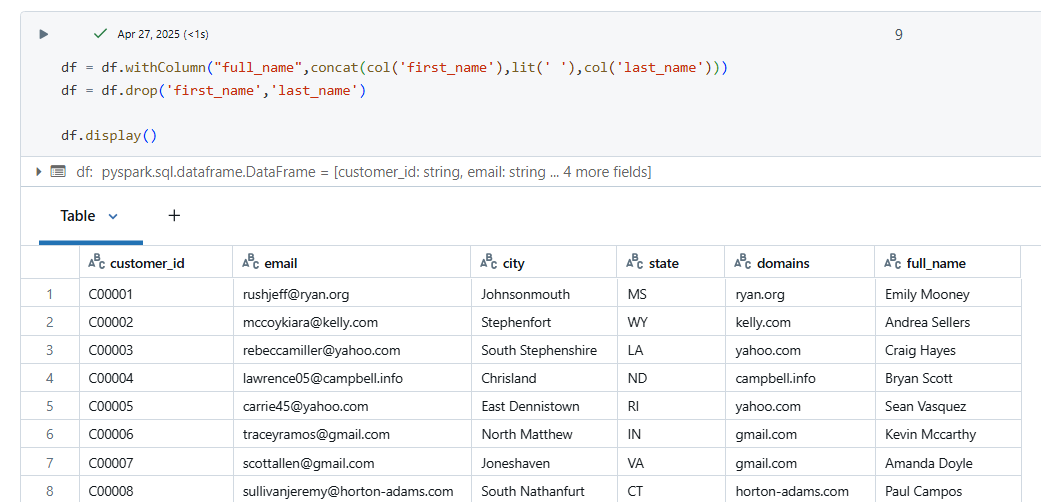 Apr 27, 2025 (<1s)
9
df = df.withColumn("full_name",concat(col('first_name'),lit(' '),col('last_name')))
df = df.drop('first_name','last_name')
df.display()
df: pyspark.sql.dataframe.DataFrame = [customer_id: string, email: string ... 4 more fields]
Table +
ABC customer_id ABC email ABC city ABC state ABC domains ABC full_name
1 C00001 rushjeff@ryan.org Johnsonmouth MS ryan.org Emily Mooney
2 C00002 mccoykiara@kelly.com Stephenfort WY kelly.com Andrea Sellers
3 C00003 rebeccamiller@yahoo.com South Stephenshire LA yahoo.com Craig Hayes
4 C00004 lawrence05@campbell.info Chrisland ND campbell.info Bryan Scott
5 C00005 carrie45@yahoo.com East Dennistown RI yahoo.com Sean Vasquez
6 C00006 traceyramos@gmail.com North Matthew IN gmail.com Kevin Mccarthy
7 C00007 scottallen@gmail.com Joneshaven VA gmail.com Amanda Doyle
8 C00008 sullivanjeremy@horton-adams.com South Nathanfurt CT horton-adams.com Paul Campos